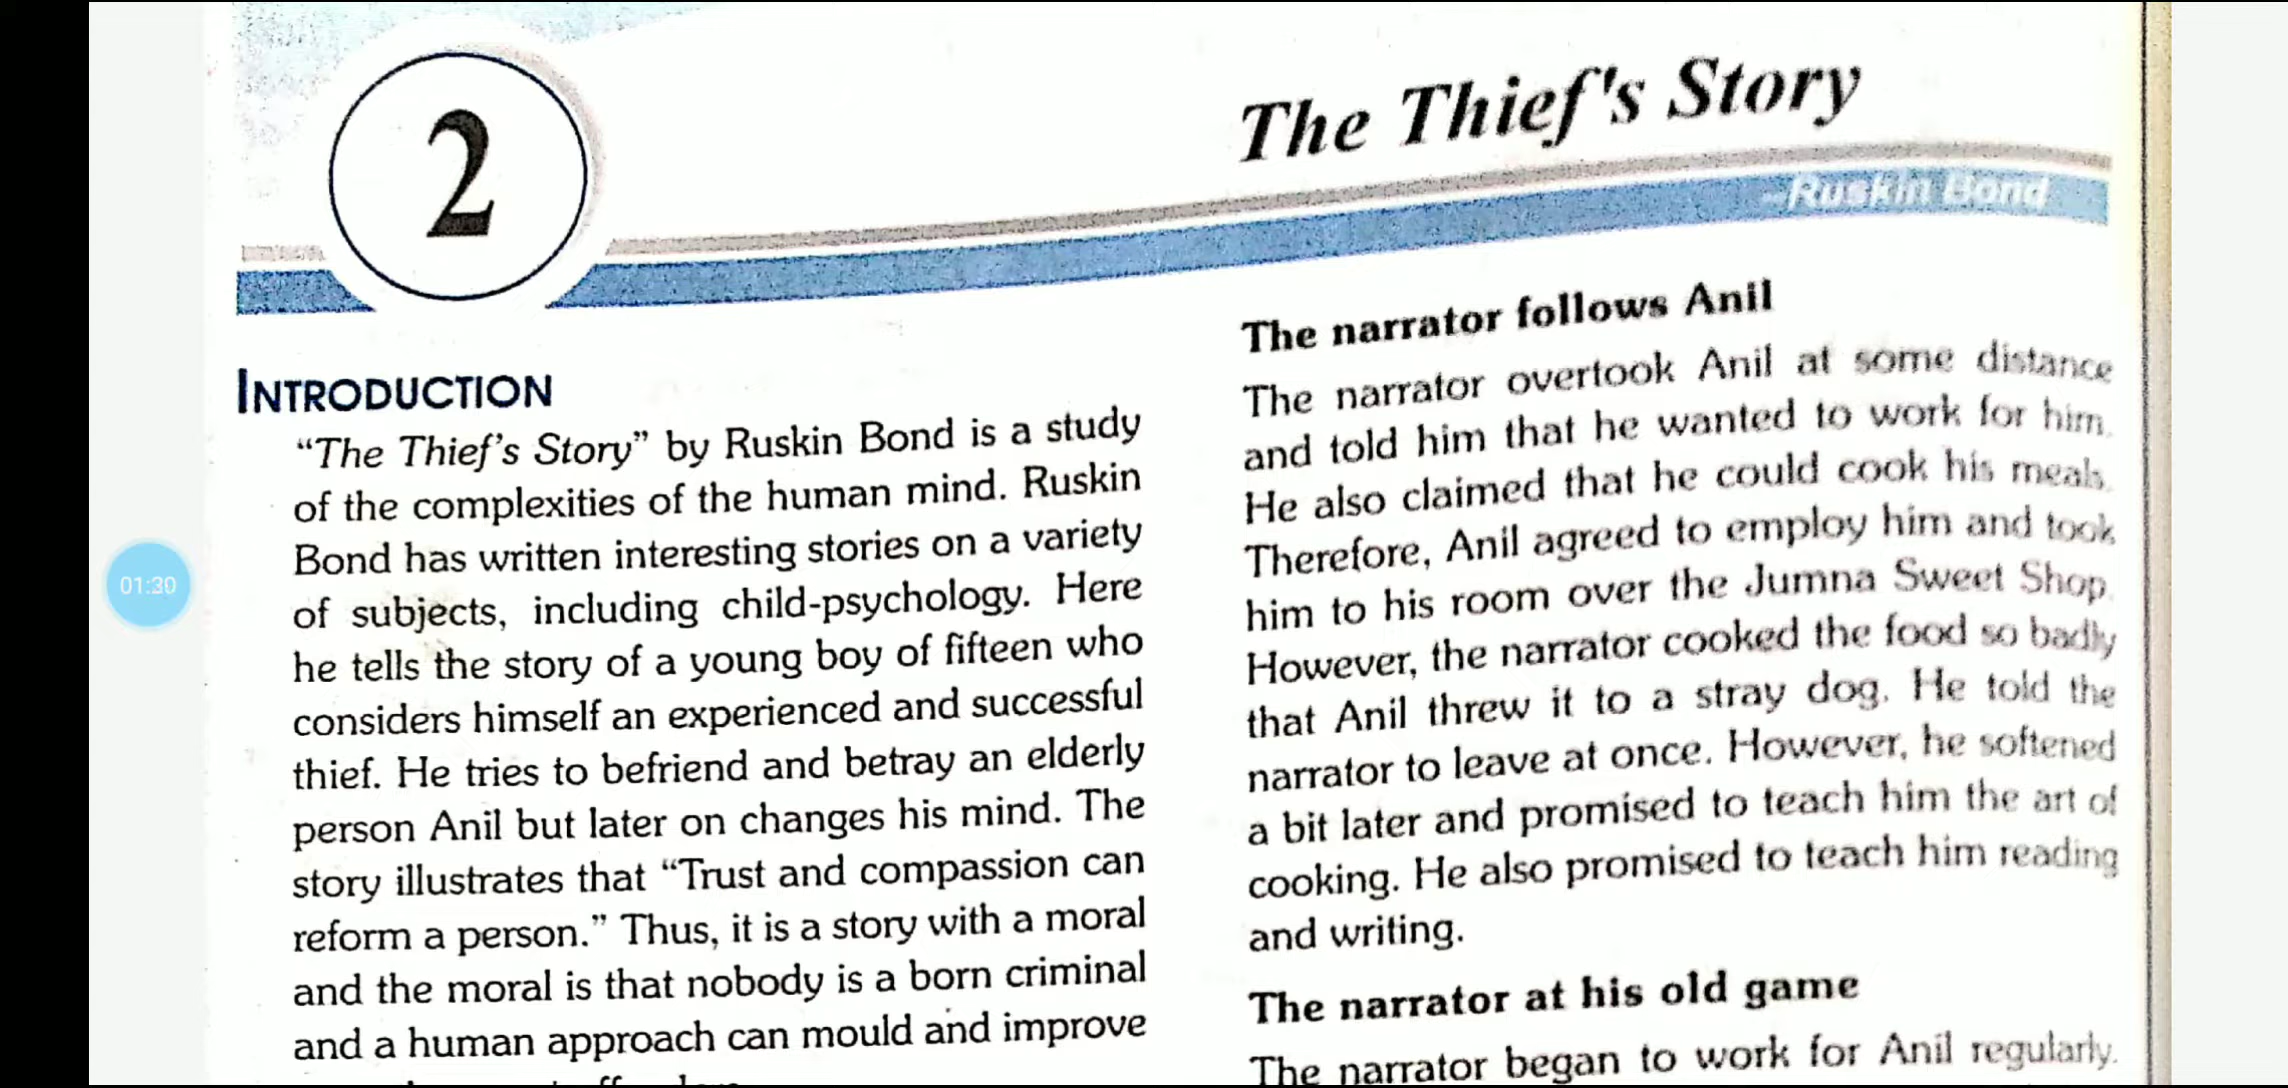 2
The Thief's Story
–Ruskin Bond
INTRODUCTION
“The Thief’s Story” by Ruskin Bond is a study
of the complexities of the human mind. Ruskin
Bond has written interesting stories on a variety
of subjects, including child-psychology. Here
he tells the story of a young boy of fifteen who
considers himself an experienced and successful
thief. He tries to befriend and betray an elderly
person Anil but later on changes his mind. The
story illustrates that “Trust and compassion can
reform a person.” Thus, it is a story with a moral
and the moral is that nobody is a born criminal
and a human approach can mould and improve
The narrator follows Anil
The narrator overtook Anil at some distance
and told him that he wanted to work for him.
He also claimed that he could cook his meals.
Therefore, Anil agreed to employ him and took
him to his room over the Jumna Sweet Shop.
However, the narrator cooked the food so badly
that Anil threw it to a stray dog. He told the
narrator to leave at once. However, he softened
a bit later and promised to teach him the art of
cooking. He also promised to teach him reading
and writing.
The narrator at his old game
The narrator began to work for Anil regularly.
01:30